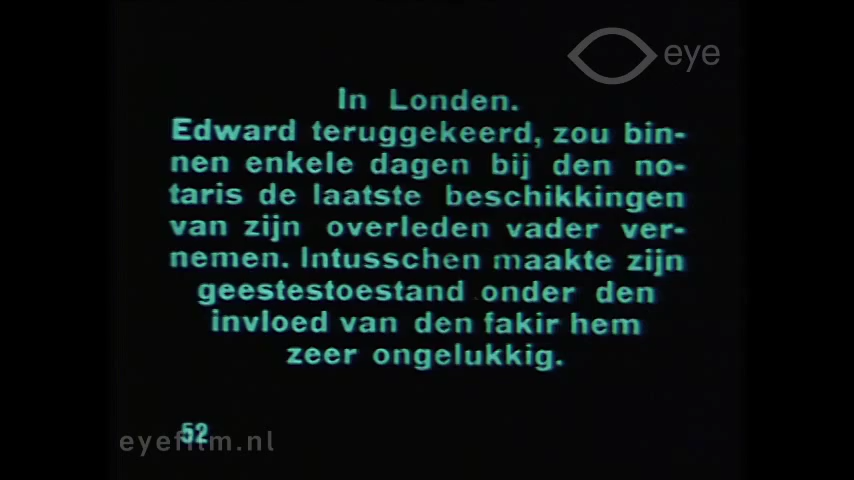 eye
In Londen.
Edward teruggekeerd, zou bin-
nen enkele dagen bij den no-
taris de laatste beschikkingen
van zijn overleden vader ver-
nemen. Intusschen maakte zijn
geestestoestand onder den
invloed van den fakir hem
zeer ongelukkig.
52
eyefilm.nl